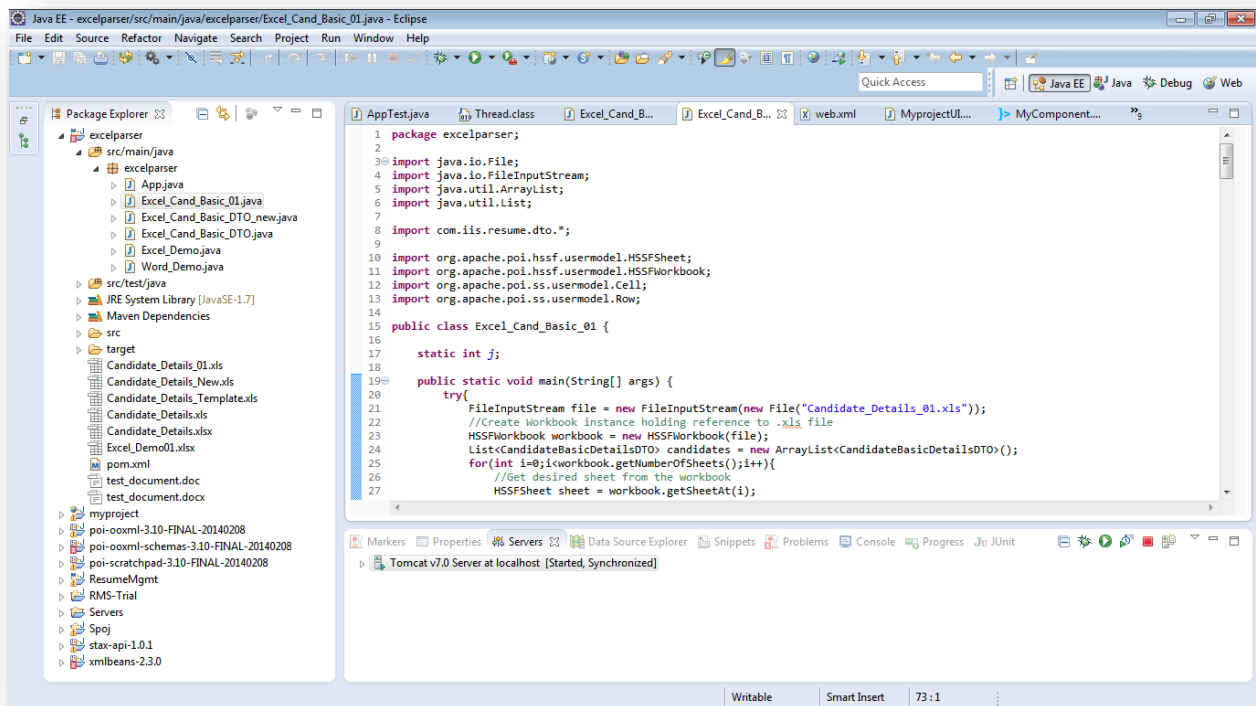 Java EE - excelparser/src/main/java/excelparser/Excel_Cand_Basic_01.java - Eclipse
File Edit Source Refactor Navigate Search Project Run Window Help
Quick Access
Java EE Java Debug Web
Package Explorer
excelparser
src/main/java
excelparser
App.java
Excel_Cand_Basic_01.java
Excel_Cand_Basic_DTO_new.java
Excel_Cand_Basic_DTO.java
Excel_Demo.java
Word_Demo.java
src/test/java
JRE System Library [JavaSE-1.7]
Maven Dependencies
src
target
Candidate_Details_01.xls
Candidate_Details_New.xls
Candidate_Details_Template.xls
Candidate_Details.xls
Candidate_Details.xlsx
Excel_Demo01.xlsx
pom.xml
test_document.doc
test_document.docx
myproject
poi-ooxml-3.10-FINAL-20140208
poi-ooxml-schemas-3.10-FINAL-20140208
poi-scratchpad-3.10-FINAL-20140208
ResumeMgmt
RMS-Trial
Servers
Spoj
stax-api-1.0.1
xmlbeans-2.3.0
AppTest.java Thread.class Excel_Cand_B... Excel_Cand_B... web.xml MyprojectUI.... MyComponent.... »9
1 package excelparser;
2
3 import java.io.File;
4 import java.io.FileInputStream;
5 import java.util.ArrayList;
6 import java.util.List;
7
8 import com.iis.resume.dto.*;
9
10 import org.apache.poi.hssf.usermodel.HSSFSheet;
11 import org.apache.poi.hssf.usermodel.HSSFWorkbook;
12 import org.apache.poi.ss.usermodel.Cell;
13 import org.apache.poi.ss.usermodel.Row;
14
15 public class Excel_Cand_Basic_01 {
16
17 static int j;
18
19 public static void main(String[] args) {
20 try{
21 FileInputStream file = new FileInputStream(new File("Candidate_Details_01.xls"));
22 //Create Workbook instance holding reference to .xls file
23 HSSFWorkbook workbook = new HSSFWorkbook(file);
24 List<CandidateBasicDetailsDTO> candidates = new ArrayList<CandidateBasicDetailsDTO>();
25 for(int i=0;i<workbook.getNumberOfSheets();i++){
26 //Get desired sheet from the workbook
27 HSSFSheet sheet = workbook.getSheetAt(i);
Markers Properties Servers Data Source Explorer Snippets Problems Console Progress JUnit
Tomcat v7.0 Server at localhost [Started, Synchronized]
Writable Smart Insert 73 : 1